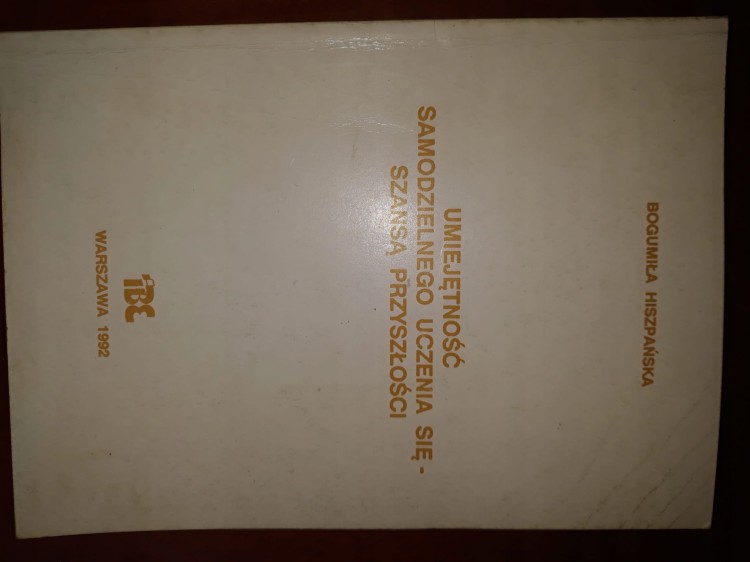 BOGUMIŁA HISZPAŃSKA
UMIEJĘTNOŚĆ
SAMODZIELNEGO UCZENIA SIĘ -
SZANSĄ PRZYSZŁOŚCI
IBE
WARSZAWA 1992